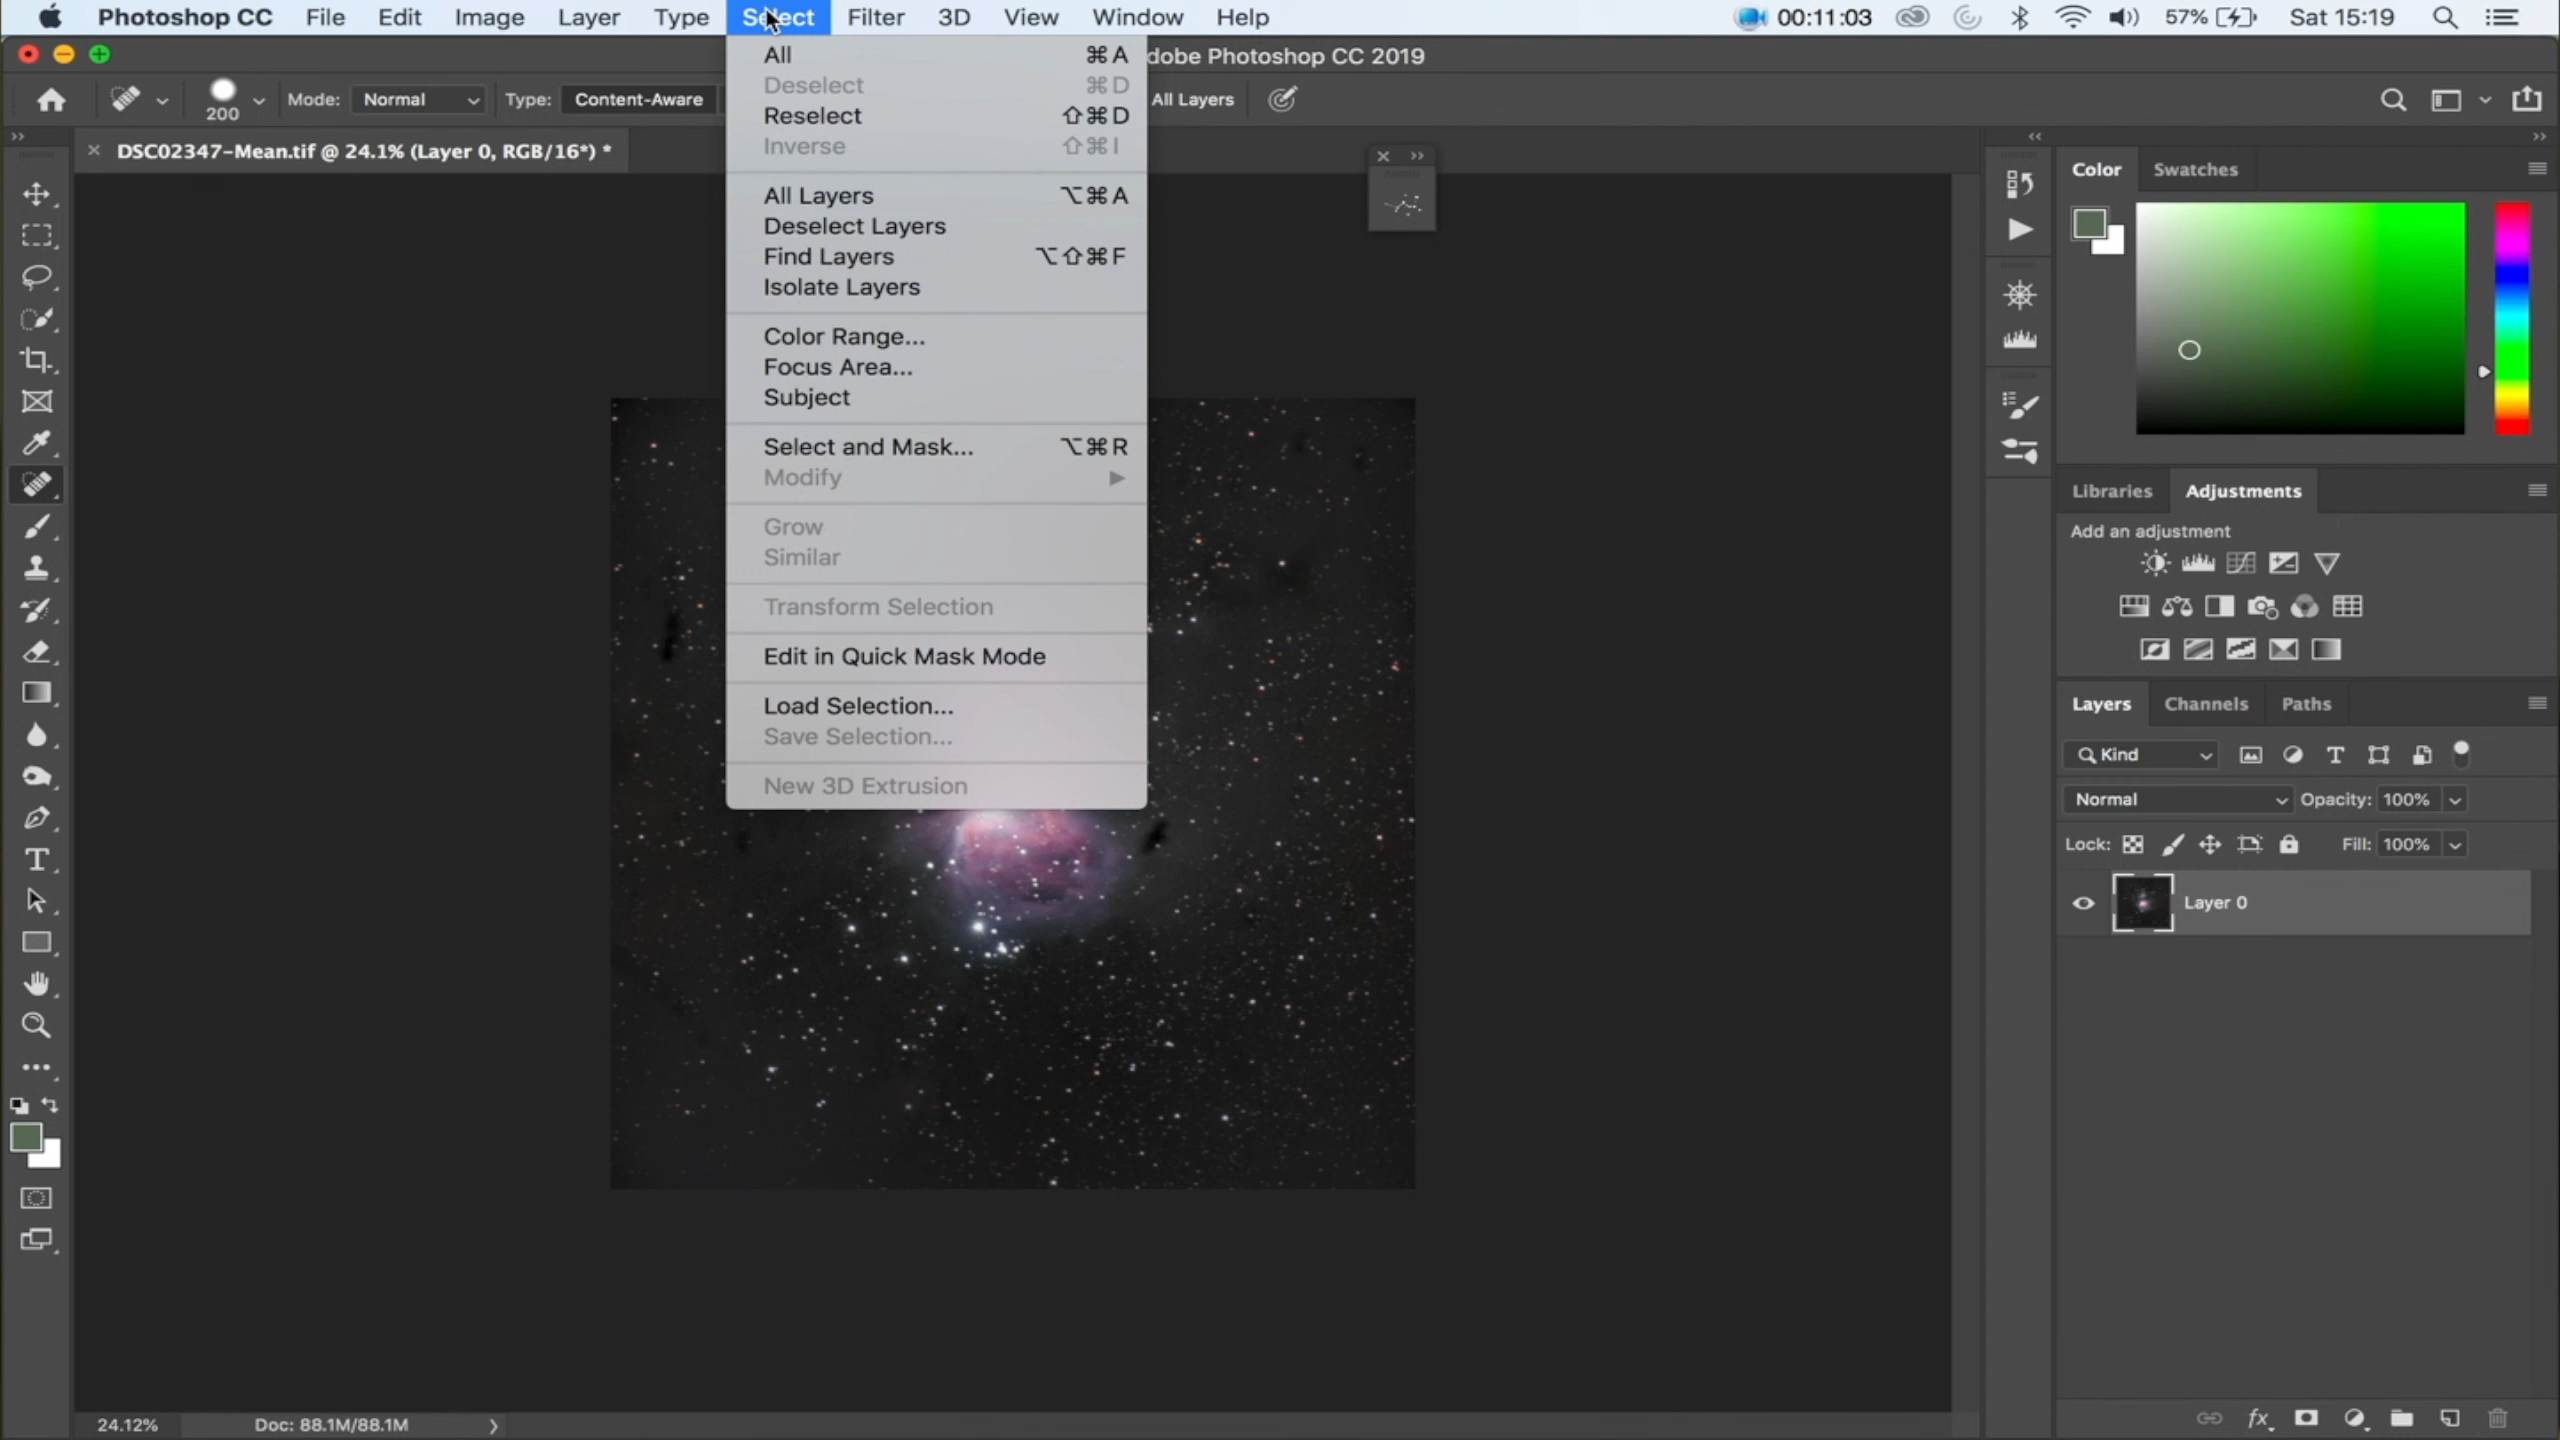 Photoshop CC File Edit Image Layer Type Select Filter 3D View Window Help 00:11:03 57% Sat 15:19
dobe Photoshop CC 2019
200 Mode: Normal Type: Content-Aware All Layers
DSC02347-Mean.tif @ 24.1% (Layer 0, RGB/16*) *
All ⌘A
Deselect ⌘D
Reselect ⇧⌘D
Inverse ⇧⌘I
All Layers ⌥⌘A
Deselect Layers
Find Layers ⌥⇧⌘F
Isolate Layers
Color Range...
Focus Area...
Subject
Select and Mask... ⌥⌘R
Modify
Grow
Similar
Transform Selection
Edit in Quick Mask Mode
Load Selection...
Save Selection...
New 3D Extrusion
Color Swatches
Libraries Adjustments
Add an adjustment
Layers Channels Paths
Kind
Normal Opacity: 100%
Lock: Fill: 100%
Layer 0
24.12% Doc: 88.1M/88.1M
fx